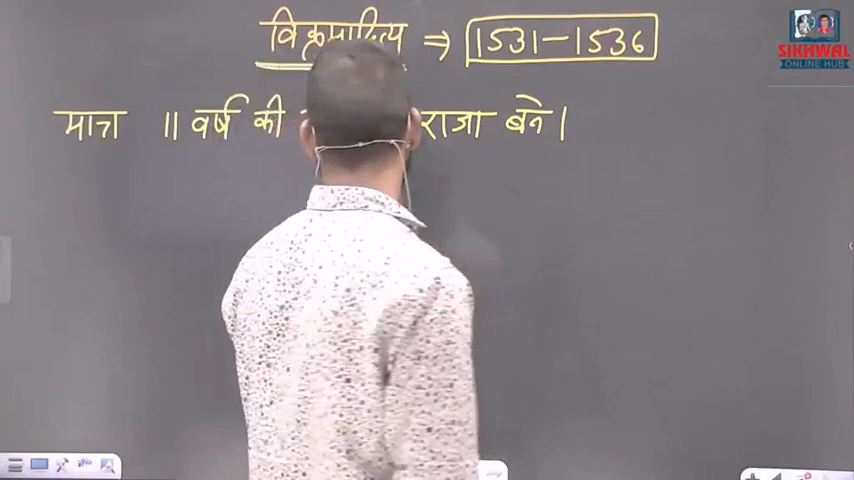 विक्रमादित्य ⇒ 1531-1536
मात्र 11 वर्ष की राजा बने।
SIKHWAL
ONLINE HUB